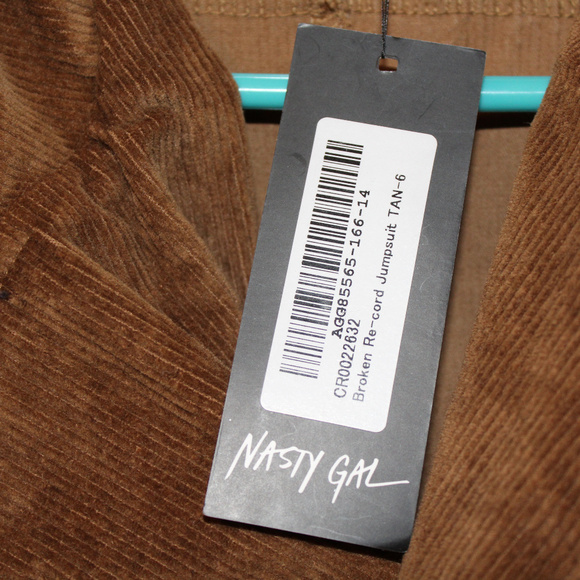 AGG85565-166-14
CR0022632
Broken Re-cord Jumpsuit TAN-6
NASTY GAL